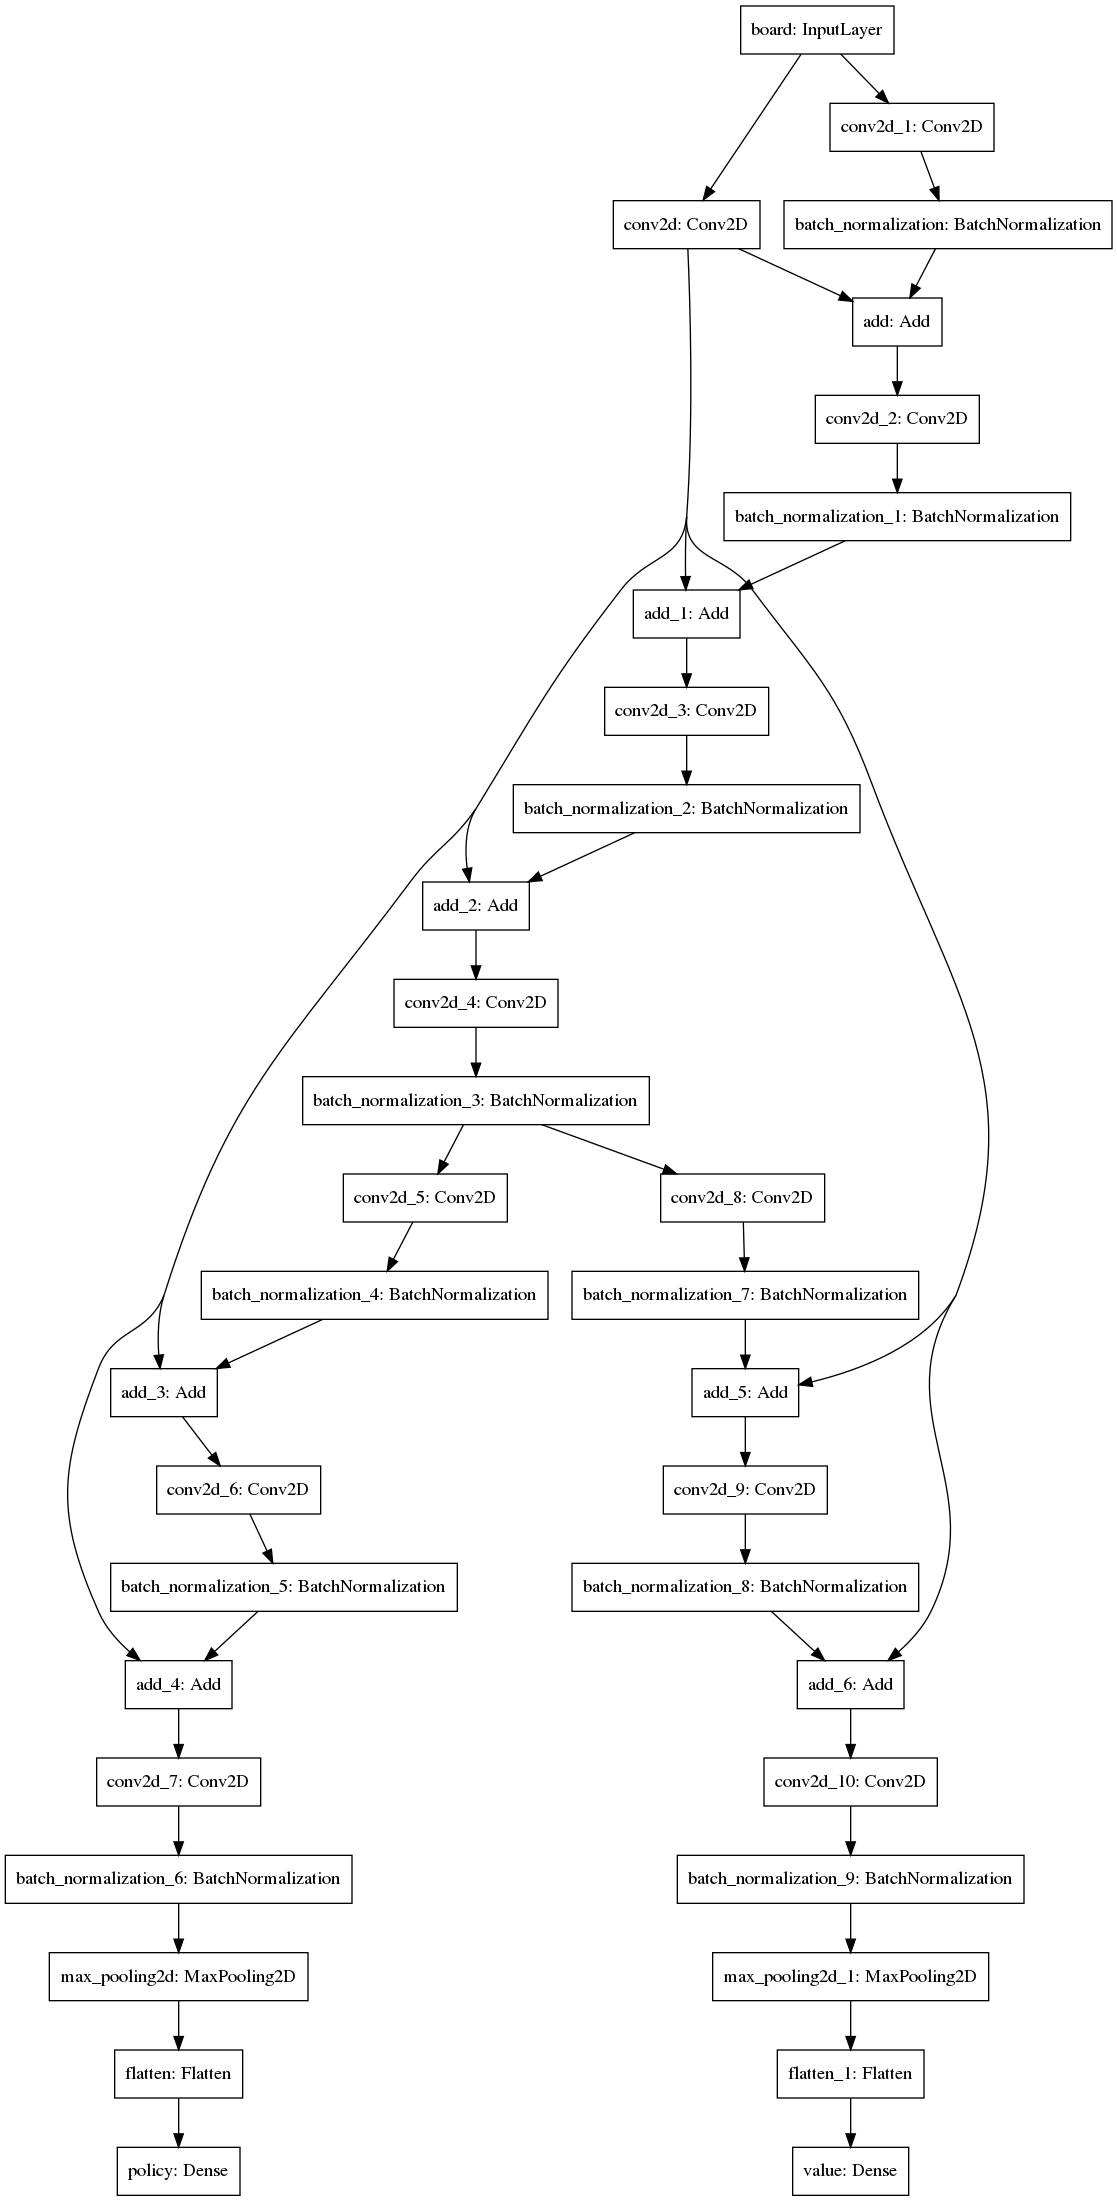 board: InputLayer
conv2d_1: Conv2D
conv2d: Conv2D
batch_normalization: BatchNormalization
add: Add
conv2d_2: Conv2D
batch_normalization_1: BatchNormalization
add_1: Add
conv2d_3: Conv2D
batch_normalization_2: BatchNormalization
add_2: Add
conv2d_4: Conv2D
batch_normalization_3: BatchNormalization
conv2d_5: Conv2D
conv2d_8: Conv2D
batch_normalization_4: BatchNormalization
batch_normalization_7: BatchNormalization
add_3: Add
add_5: Add
conv2d_6: Conv2D
conv2d_9: Conv2D
batch_normalization_5: BatchNormalization
batch_normalization_8: BatchNormalization
add_4: Add
add_6: Add
conv2d_7: Conv2D
conv2d_10: Conv2D
batch_normalization_6: BatchNormalization
batch_normalization_9: BatchNormalization
max_pooling2d: MaxPooling2D
max_pooling2d_1: MaxPooling2D
flatten: Flatten
flatten_1: Flatten
policy: Dense
value: Dense